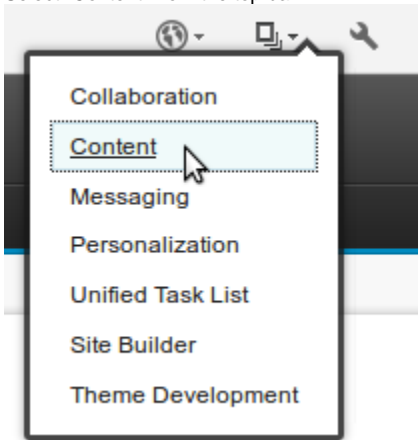 Collaboration
Content
Messaging
Personalization
Unified Task List
Site Builder
Theme Development